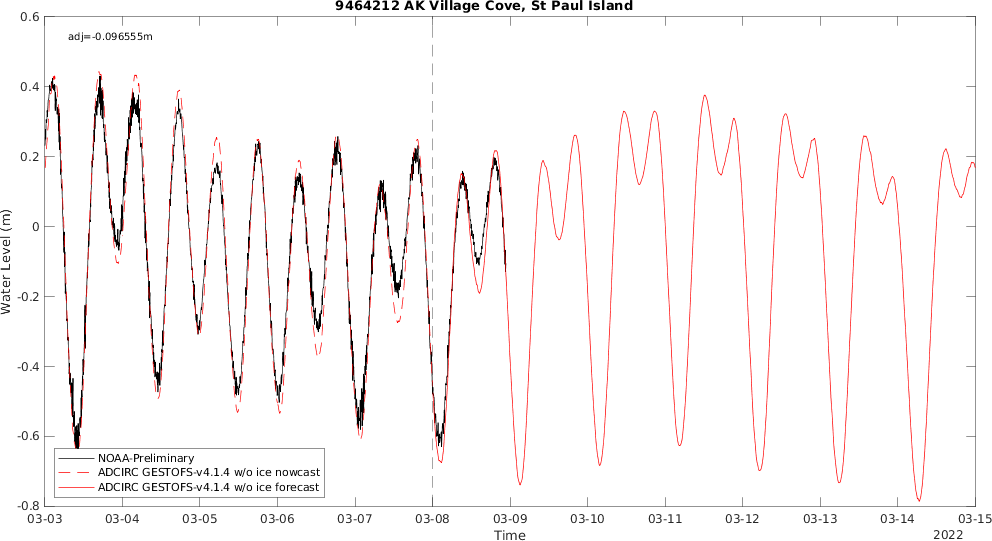 9464212 AK Village Cove, St Paul Island
adj=-0.096555m
0.6
0.4
0.2
0
-0.2
-0.4
-0.6
-0.8
Water Level (m)
NOAA-Preliminary
ADCIRC GESTOFS-v4.1.4 w/o ice nowcast
ADCIRC GESTOFS-v4.1.4 w/o ice forecast
03-03 03-04 03-05 03-06 03-07 03-08 03-09 03-10 03-11 03-12 03-13 03-14 03-15
Time
2022